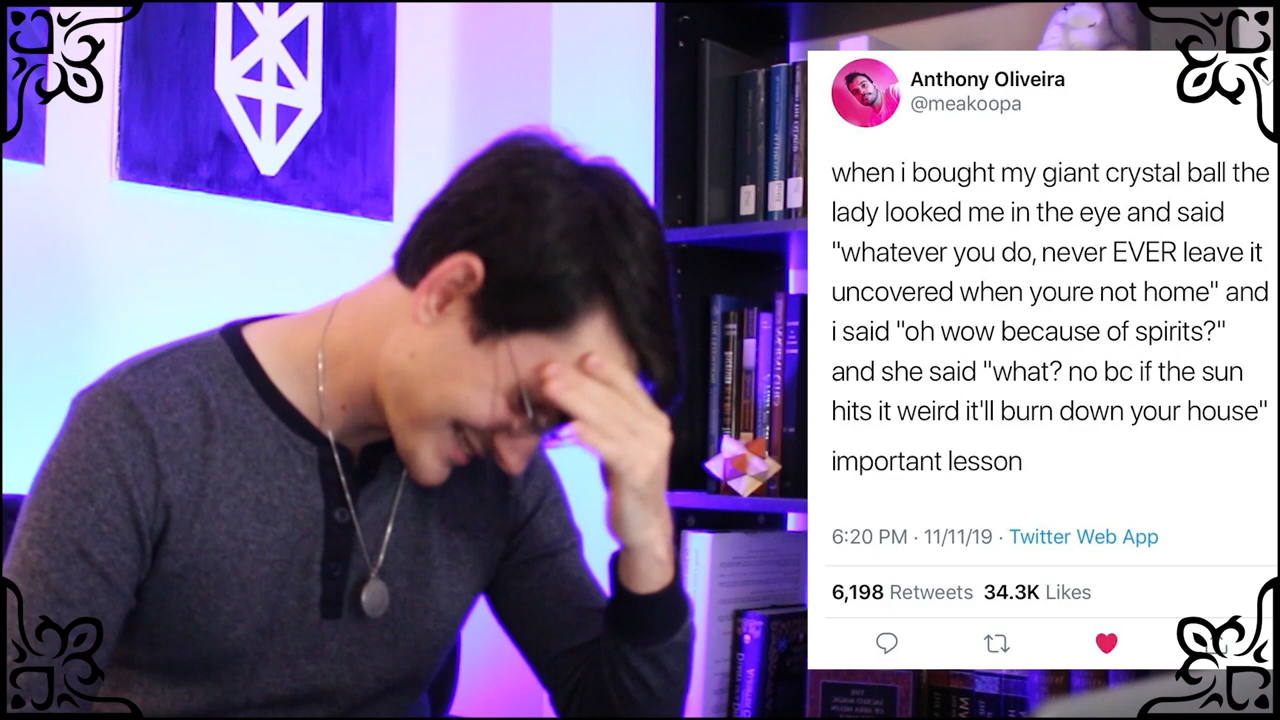 Anthony Oliveira
@meakoopa
when i bought my giant crystal ball the
lady looked me in the eye and said
"whatever you do, never EVER leave it
uncovered when youre not home" and
i said "oh wow because of spirits?"
and she said "what? no bc if the sun
hits it weird it'll burn down your house"
important lesson
6:20 PM · 11/11/19 · Twitter Web App
6,198 Retweets 34.3K Likes